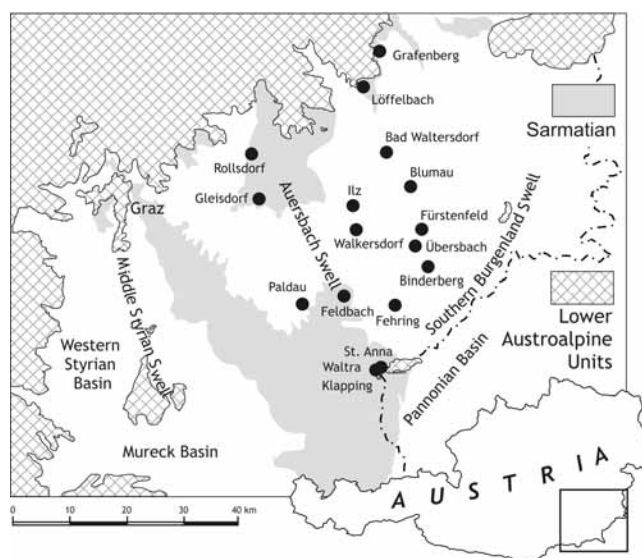 Grafenberg
Löffelbach
Sarmatian
Bad Waltersdorf
Rollsdorf
Blumau
Gleisdorf
Ilz
Auersbach Swell
Graz
Fürstenfeld
Walkersdorf
Übersbach
Southern Burgenland Swell
Binderberg
Middle Styrian Swell
Paldau
Feldbach
Fehring
Lower
Austroalpine
Units
Western
Styrian
Basin
St. Anna
Waltra
Klapping
Pannonian Basin
Mureck Basin
AUSTRIA
0 10 20 30 40 km